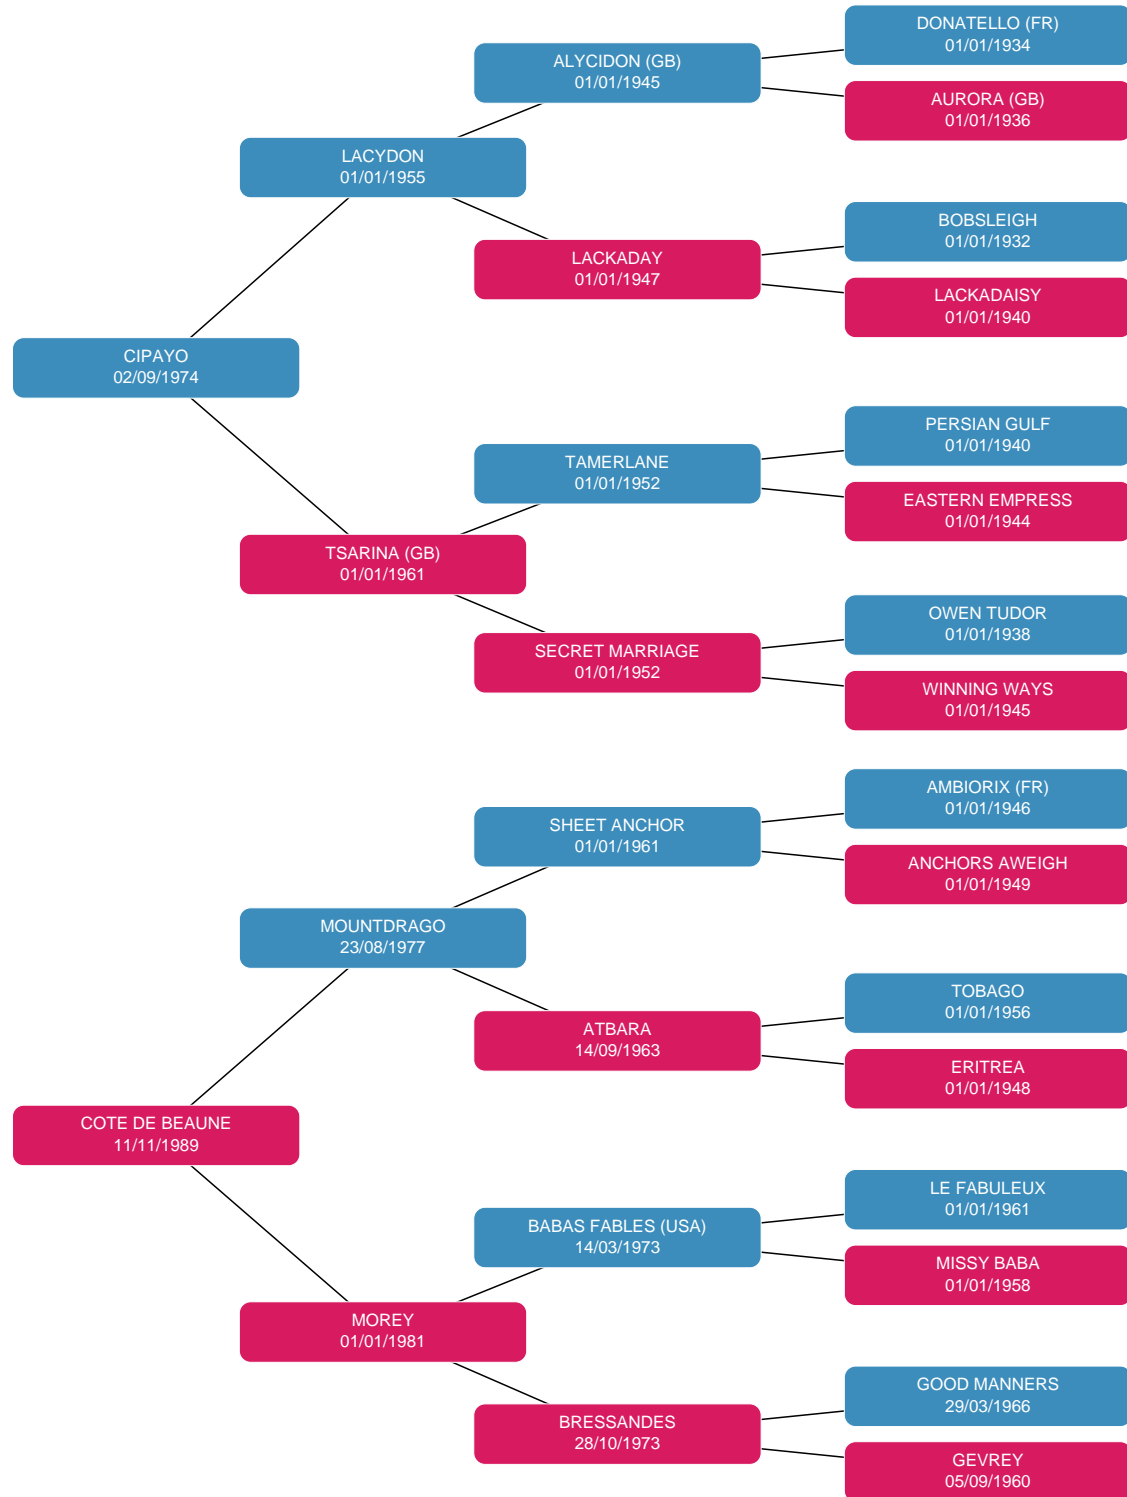 DONATELLO (FR)
01/01/1934
ALYCIDON (GB)
01/01/1945
AURORA (GB)
01/01/1936
LACYDON
01/01/1955
BOBSLEIGH
01/01/1932
LACKADAY
01/01/1947
LACKADAISY
01/01/1940
CIPAYO
02/09/1974
PERSIAN GULF
01/01/1940
TAMERLANE
01/01/1952
EASTERN EMPRESS
01/01/1944
TSARINA (GB)
01/01/1961
OWEN TUDOR
01/01/1938
SECRET MARRIAGE
01/01/1952
WINNING WAYS
01/01/1945
AMBIORIX (FR)
01/01/1946
SHEET ANCHOR
01/01/1961
ANCHORS AWEIGH
01/01/1949
MOUNTDRAGO
23/08/1977
TOBAGO
01/01/1956
ATBARA
14/09/1963
ERITREA
01/01/1948
COTE DE BEAUNE
11/11/1989
LE FABULEUX
01/01/1961
BABAS FABLES (USA)
14/03/1973
MISSY BABA
01/01/1958
MOREY
01/01/1981
GOOD MANNERS
29/03/1966
BRESSANDES
28/10/1973
GEVREY
05/09/1960